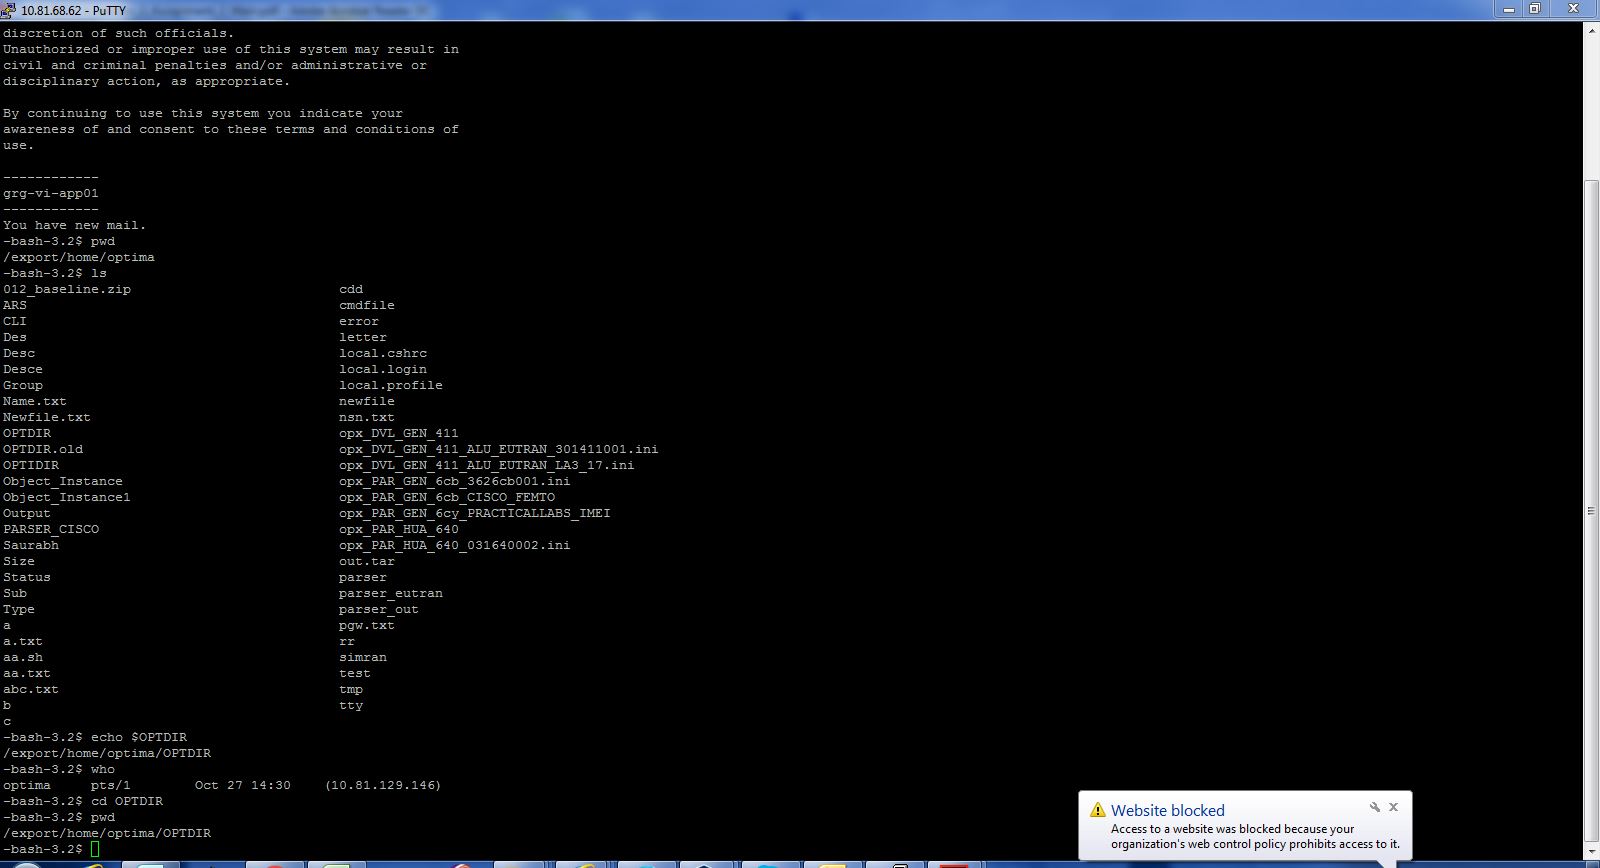 10.81.68.62 - PuTTY
discretion of such officials.
Unauthorized or improper use of this system may result in
civil and criminal penalties and/or administrative or
disciplinary action, as appropriate.
By continuing to use this system you indicate your
awareness of and consent to these terms and conditions of
use.
------------
grg-vi-app01
------------
You have new mail.
-bash-3.2$ pwd
/export/home/optima
-bash-3.2$ ls
012_baseline.zip cdd
ARS cmdfile
CLI error
Des letter
Desc local.cshrc
Desce local.login
Group local.profile
Name.txt newfile
Newfile.txt nsn.txt
OPTDIR opx_DVL_GEN_411
OPTDIR.old opx_DVL_GEN_411_ALU_EUTRAN_301411001.ini
OPTIDIR opx_DVL_GEN_411_ALU_EUTRAN_LA3_17.ini
Object_Instance opx_PAR_GEN_6cb_3626cb001.ini
Object_Instance1 opx_PAR_GEN_6cb_CISCO_FEMTO
Output opx_PAR_GEN_6cy_PRACTICALLABS_IMEI
PARSER_CISCO opx_PAR_HUA_640
Saurabh opx_PAR_HUA_640_031640002.ini
Size out.tar
Status parser
Sub parser_eutran
Type parser_out
a pgw.txt
a.txt rr
aa.sh simran
aa.txt test
abc.txt tmp
b tty
c
-bash-3.2$ echo $OPTDIR
/export/home/optima/OPTDIR
-bash-3.2$ who
optima pts/1 Oct 27 14:30 (10.81.129.146)
-bash-3.2$ cd OPTDIR
-bash-3.2$ pwd
/export/home/optima/OPTDIR
-bash-3.2$
Website blocked
Access to a website was blocked because your
organization's web control policy prohibits access to it.